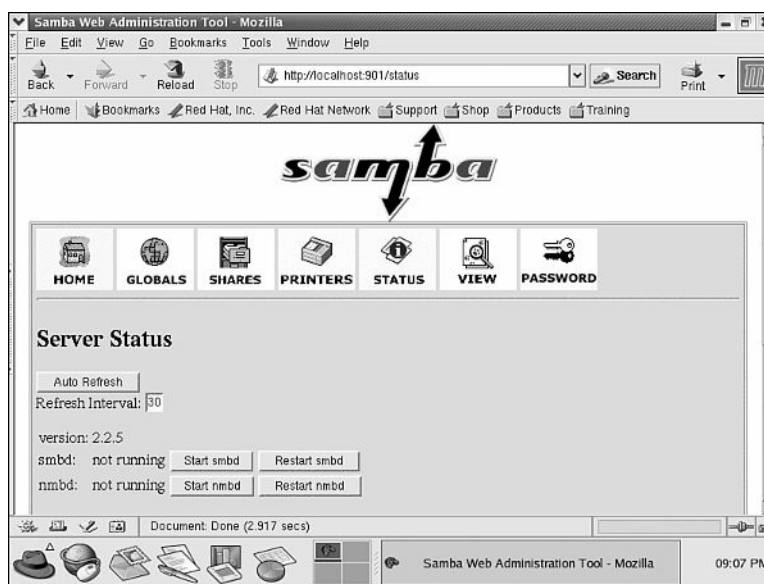 Samba Web Administration Tool - Mozilla
File Edit View Go Bookmarks Tools Window Help
Back Forward Reload Stop http://localhost:901/status Search Print
Home Bookmarks Red Hat, Inc. Red Hat Network Support Shop Products Training
samba
HOME GLOBALS SHARES PRINTERS STATUS VIEW PASSWORD
Server Status
Auto Refresh
Refresh Interval: 30
version: 2.2.5
smbd: not running Start smbd Restart smbd
nmbd: not running Start nmbd Restart nmbd
Document: Done (2.917 secs)
Samba Web Administration Tool - Mozilla 09:07 PM